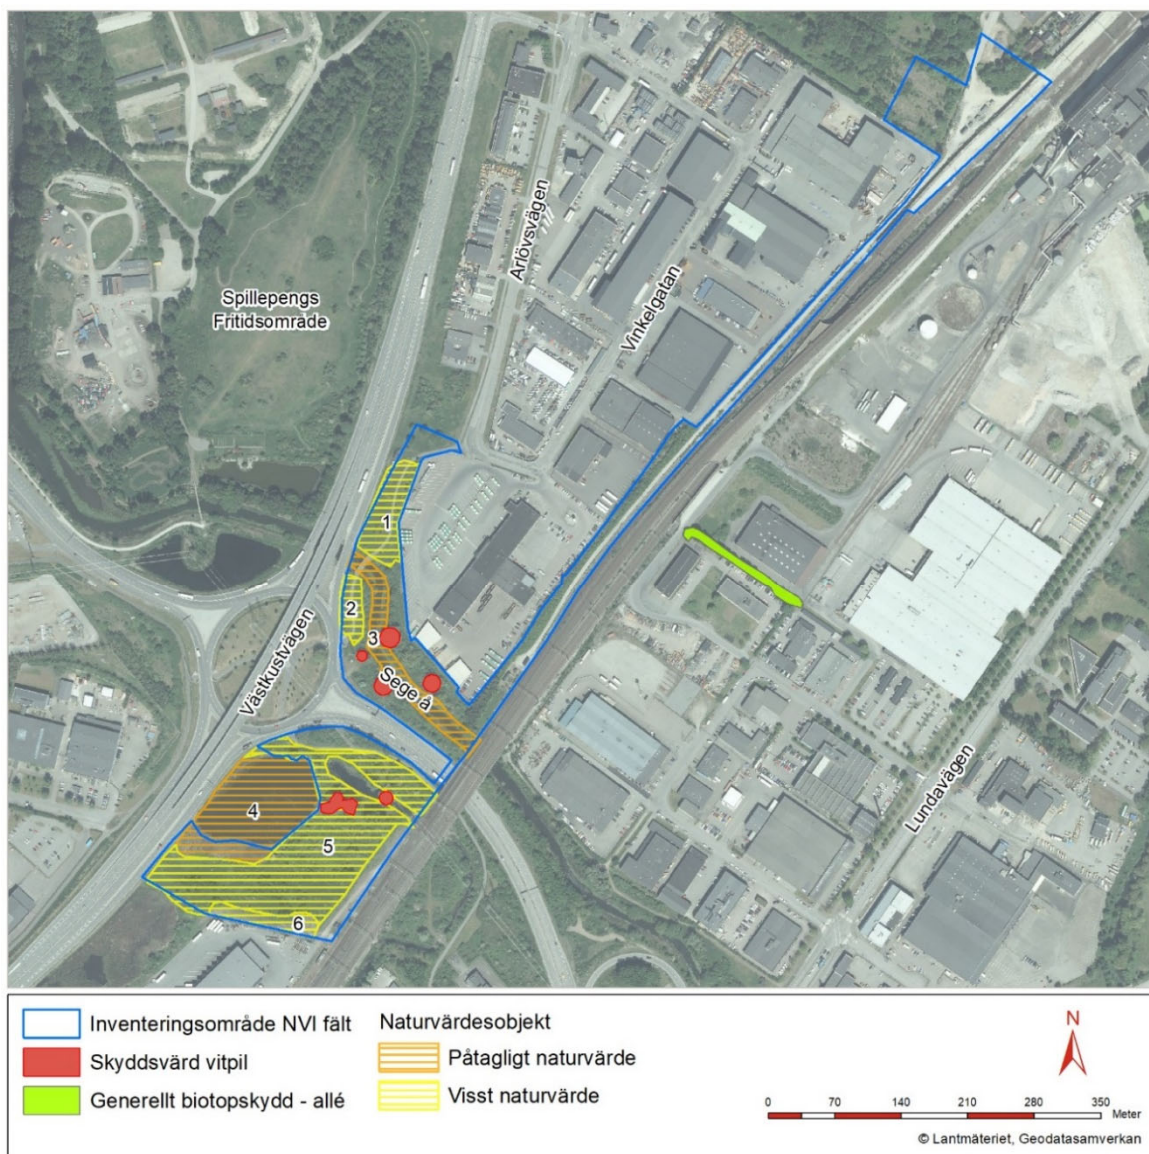 Arlövsvägen
Vinkelgatan
Spillepengs
Fritidsområde
1
2
3
Sege å
Västkustvägen
4
5
6
Lundavägen
Inventeringsområde NVI fält
Skyddsvärd vitpil
Generellt biotopskydd - allé
Naturvärdesobjekt
Påtagligt naturvärde
Visst naturvärde
N
0 70 140 210 280 350
Meter
© Lantmäteriet, Geodatasamverkan